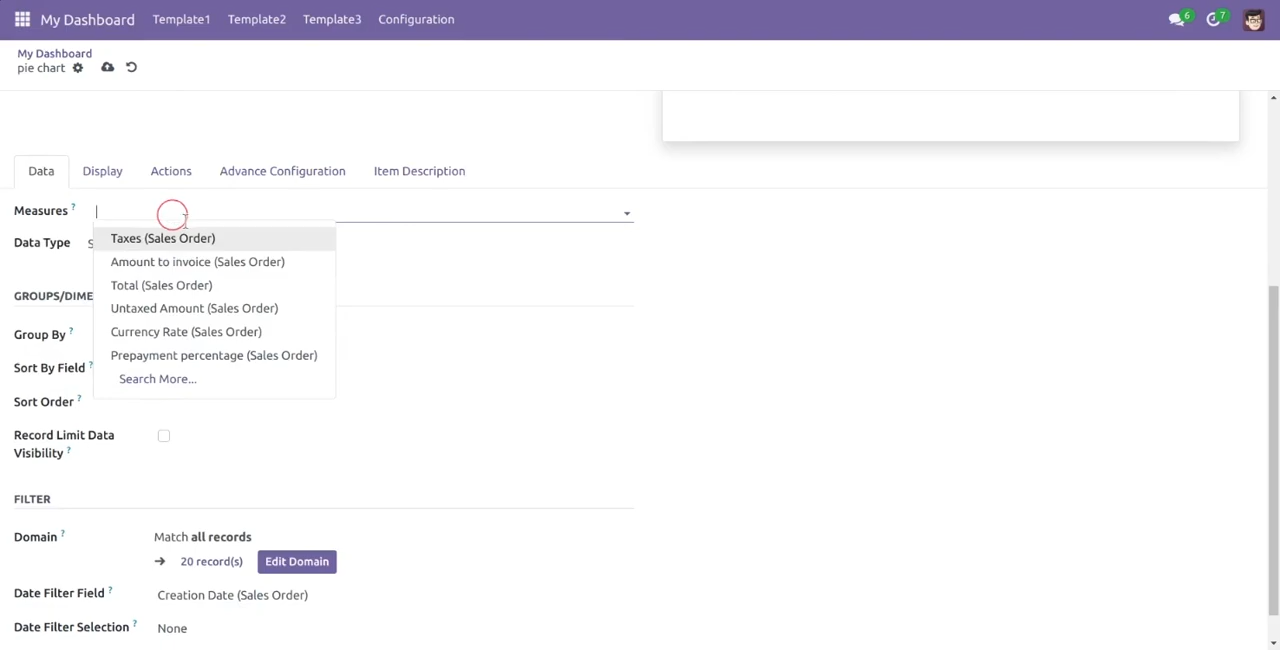 My Dashboard Template1 Template2 Template3 Configuration 6 7
My Dashboard
pie chart
Data Display Actions Advance Configuration Item Description
Measures ?
Taxes (Sales Order)
Data Type S
Amount to invoice (Sales Order)
Total (Sales Order)
GROUPS/DIME
Untaxed Amount (Sales Order)
Group By ?
Currency Rate (Sales Order)
Prepayment percentage (Sales Order)
Sort By Field ?
Search More...
Sort Order ?
Record Limit Data
Visibility ?
FILTER
Domain ? Match all records
→ 20 record(s) Edit Domain
Date Filter Field ? Creation Date (Sales Order)
Date Filter Selection ? None